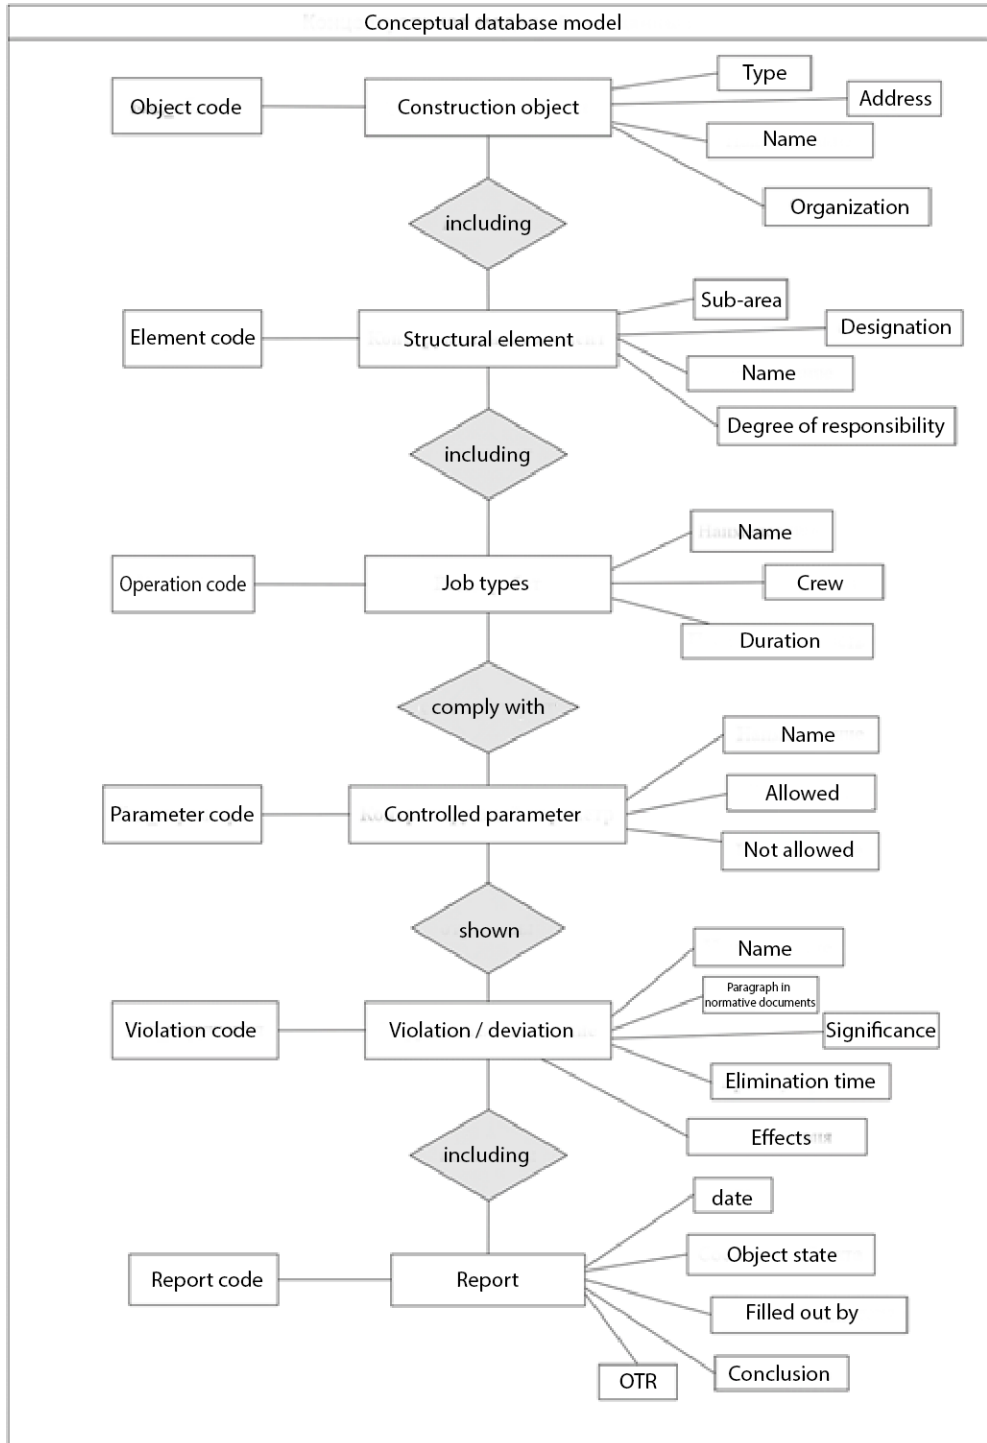 Conceptual database model
Type
Object code
Construction object
Address
Name
Organization
including
Sub-area
Element code
Structural element
Designation
Name
Degree of responsibility
including
Name
Operation code
Job types
Crew
Duration
comply with
Name
Parameter code
Controlled parameter
Allowed
Not allowed
shown
Name
Paragraph in
normative documents
Violation code
Violation / deviation
Significance
Elimination time
Effects
including
date
Object state
Report code
Report
Filled out by
Conclusion
OTR